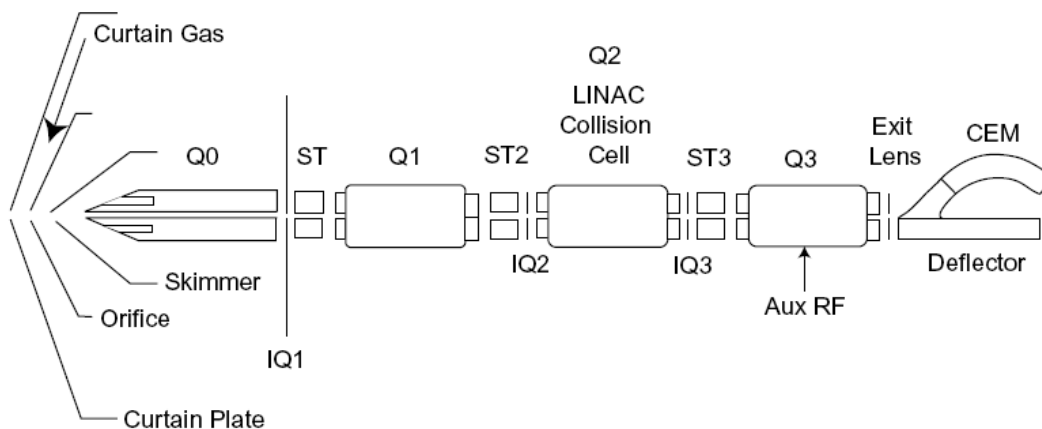 Curtain Gas
Q0
ST
Q1
ST2
Q2
LINAC
Collision
Cell
ST3
Q3
Exit
Lens
CEM
Skimmer
Orifice
IQ1
Curtain Plate
IQ2
IQ3
Aux RF
Deflector